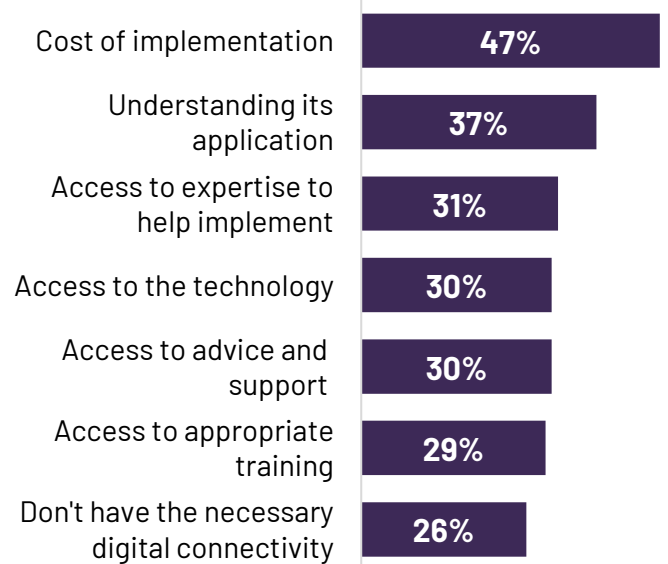 Cost of implementation
47%
Understanding its
application
37%
Access to expertise to
help implement
31%
Access to the technology
30%
Access to advice and
support
30%
Access to appropriate
training
29%
Don't have the necessary
digital connectivity
26%